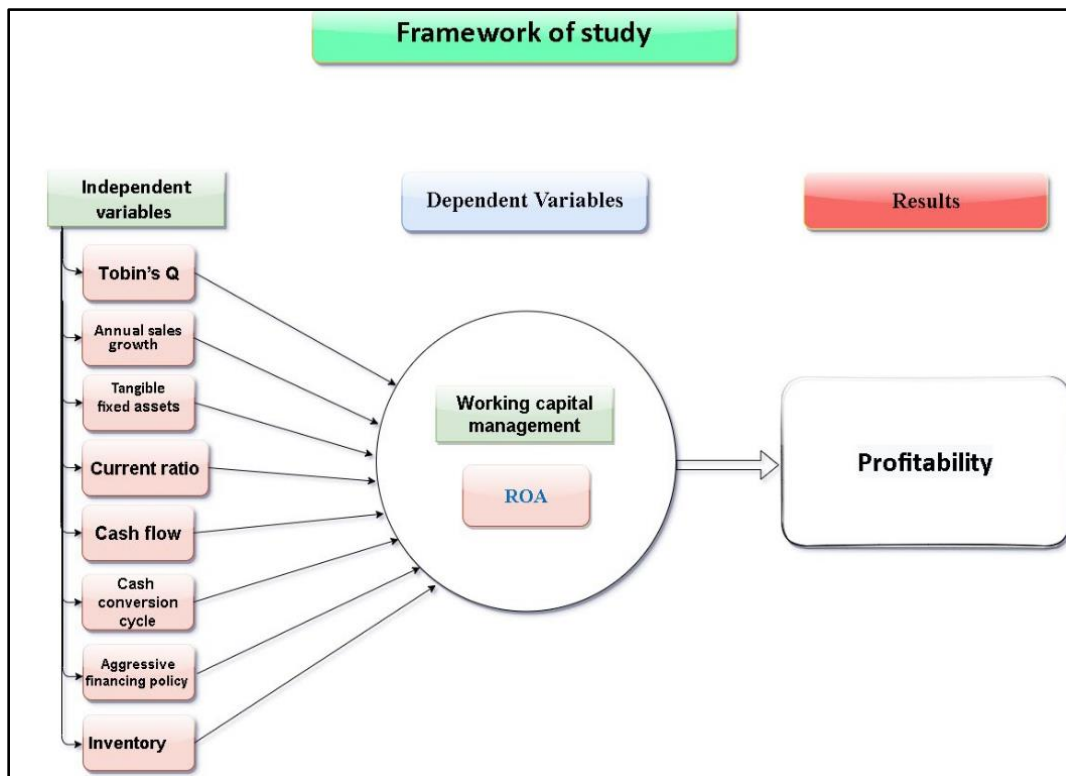 Framework of study
Independent
variables
Dependent Variables
Results
Tobin's Q
Annual sales
growth
Tangible
fixed assets
Current ratio
Cash flow
Cash
conversion
cycle
Aggressive
financing policy
Inventory
Working capital
management
ROA
Profitability